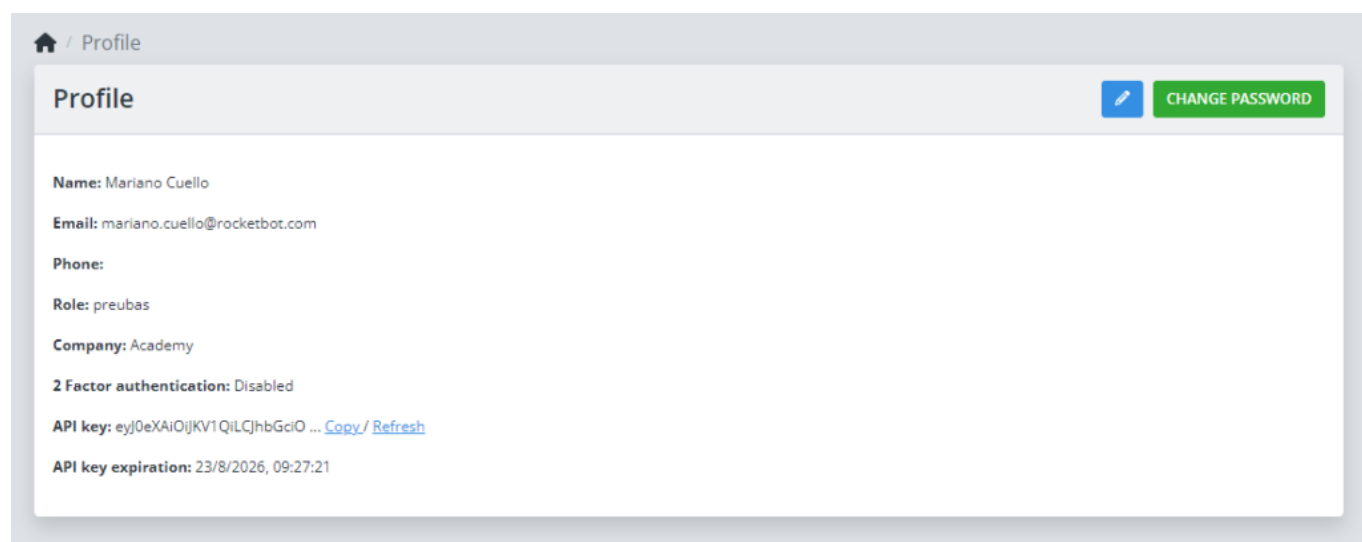 / Profile
Profile
CHANGE PASSWORD
Name: Mariano Cuello
Email: mariano.cuello@rocketbot.com
Phone:
Role: preubas
Company: Academy
2 Factor authentication: Disabled
API key: eyJ0eXAiOiJKV1QiLCJhbGciO ... Copy / Refresh
API key expiration: 23/8/2026, 09:27:21